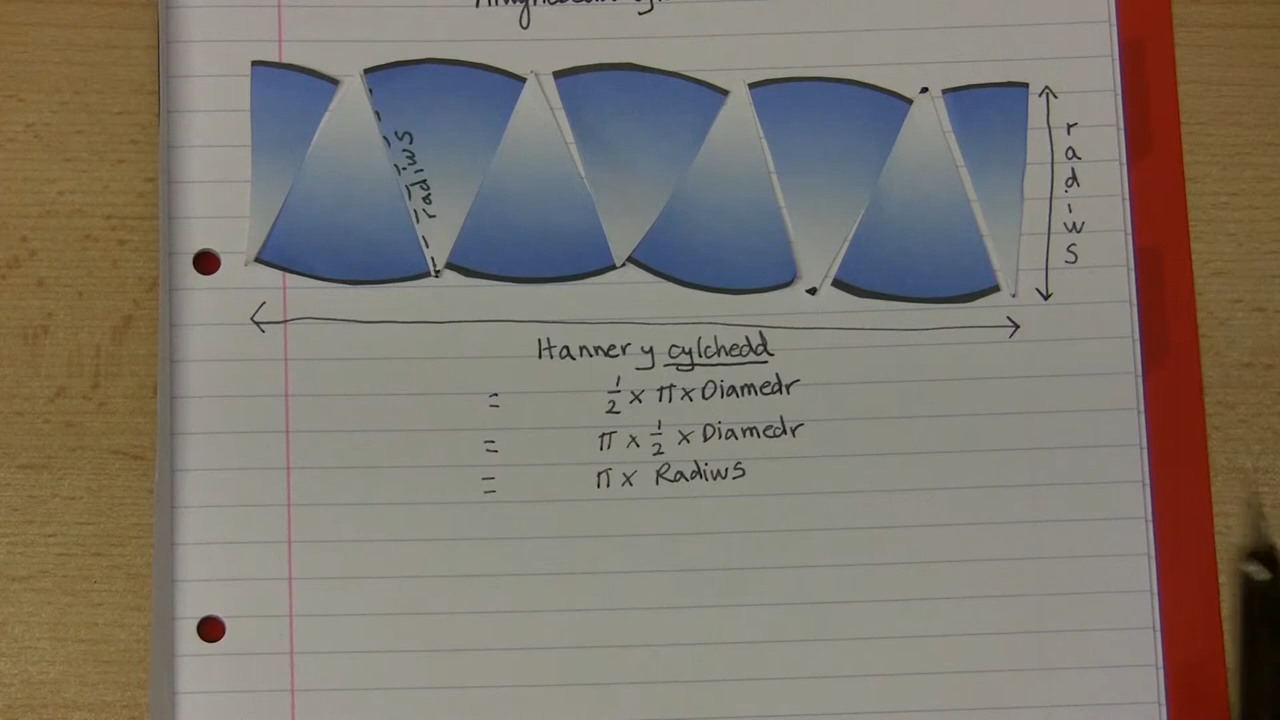 radiws
radiws
Hanner y cylchedd
= 1/2 × π × Diamedr
= π × 1/2 × Diamedr
= π × Radiws